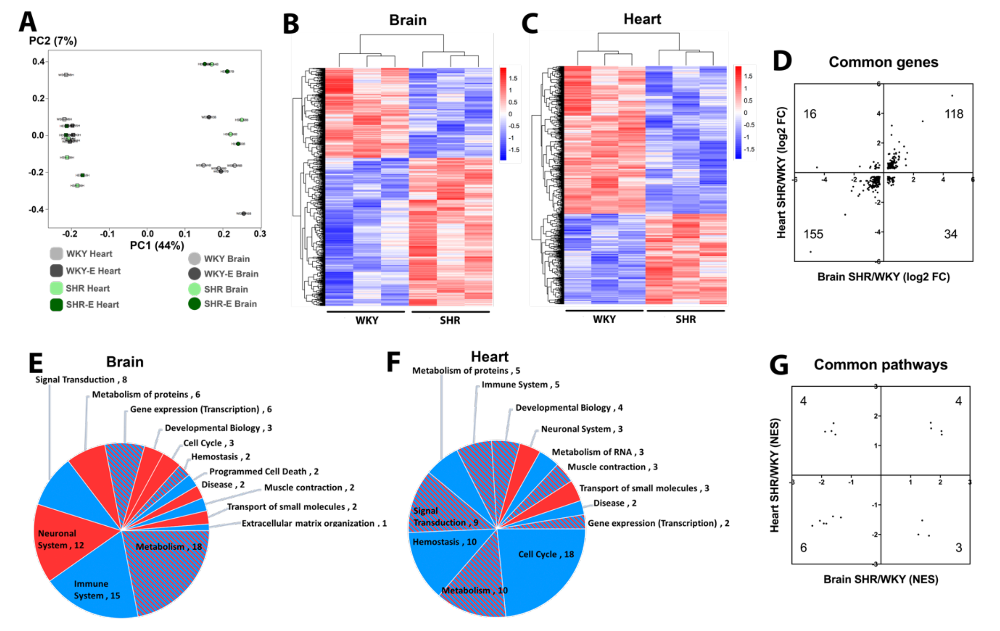 A
PC2 (7%)
0.4
0.2
0.0
-0.2
-0.4
-0.2
-0.1
0.0
0.1
0.2
0.3
PC1 (44%)
WKY Heart
WKY-E Heart
SHR Heart
SHR-E Heart
WKY Brain
WKY-E Brain
SHR Brain
SHR-E Brain
B
Brain
1.5
1
0.5
0
-0.5
-1
-1.5
WKY
SHR
C
Heart
1.5
1
0.5
0
-0.5
-1
-1.5
WKY
SHR
D
Common genes
Heart SHR/WKY (log2 FC)
6
4
2
-2
-4
-6
-4
-2
2
4
6
16
118
155
34
Brain SHR/WKY (log2 FC)
E
Brain
Signal Transduction , 8
Metabolism of proteins , 6
Gene expression (Transcription) , 6
Developmental Biology , 3
Cell Cycle , 3
Hemostasis , 2
Programmed Cell Death , 2
Disease , 2
Muscle contraction , 2
Transport of small molecules , 2
Extracellular matrix organization , 1
Neuronal
System , 12
Metabolism , 18
Immune
System , 15
F
Heart
Metabolism of proteins , 5
Immune System , 5
Developmental Biology , 4
Neuronal System , 3
Metabolism of RNA , 3
Muscle contraction , 3
Transport of small molecules , 3
Disease , 2
Gene expression (Transcription) , 2
Signal
Transduction , 9
Hemostasis , 10
Cell Cycle , 18
Metabolism , 10
G
Common pathways
Heart SHR/WKY (NES)
3
2
1
-1
-2
-3
-3
-2
-1
1
2
3
4
4
6
3
Brain SHR/WKY (NES)